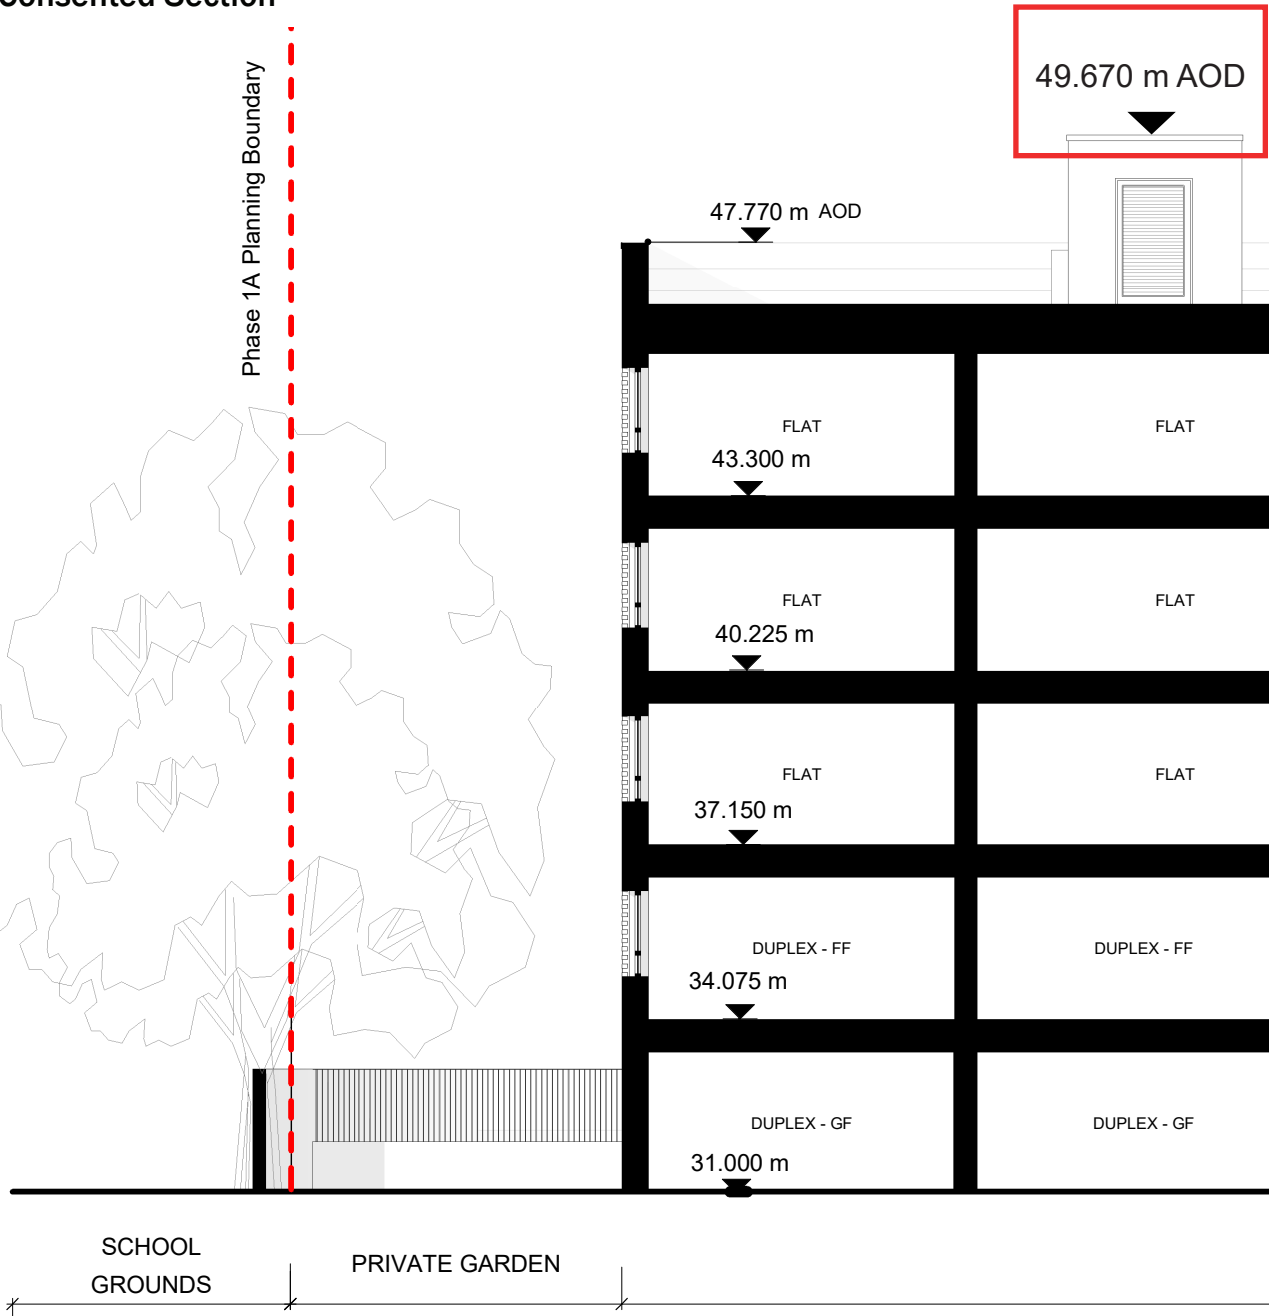 Consented Section
49.670 m AOD
Phase 1A Planning Boundary
47.770 m AOD
FLAT
FLAT
43.300 m
FLAT
FLAT
40.225 m
FLAT
FLAT
37.150 m
DUPLEX - FF
DUPLEX - FF
34.075 m
DUPLEX - GF
DUPLEX - GF
31.000 m
SCHOOL
GROUNDS
PRIVATE GARDEN